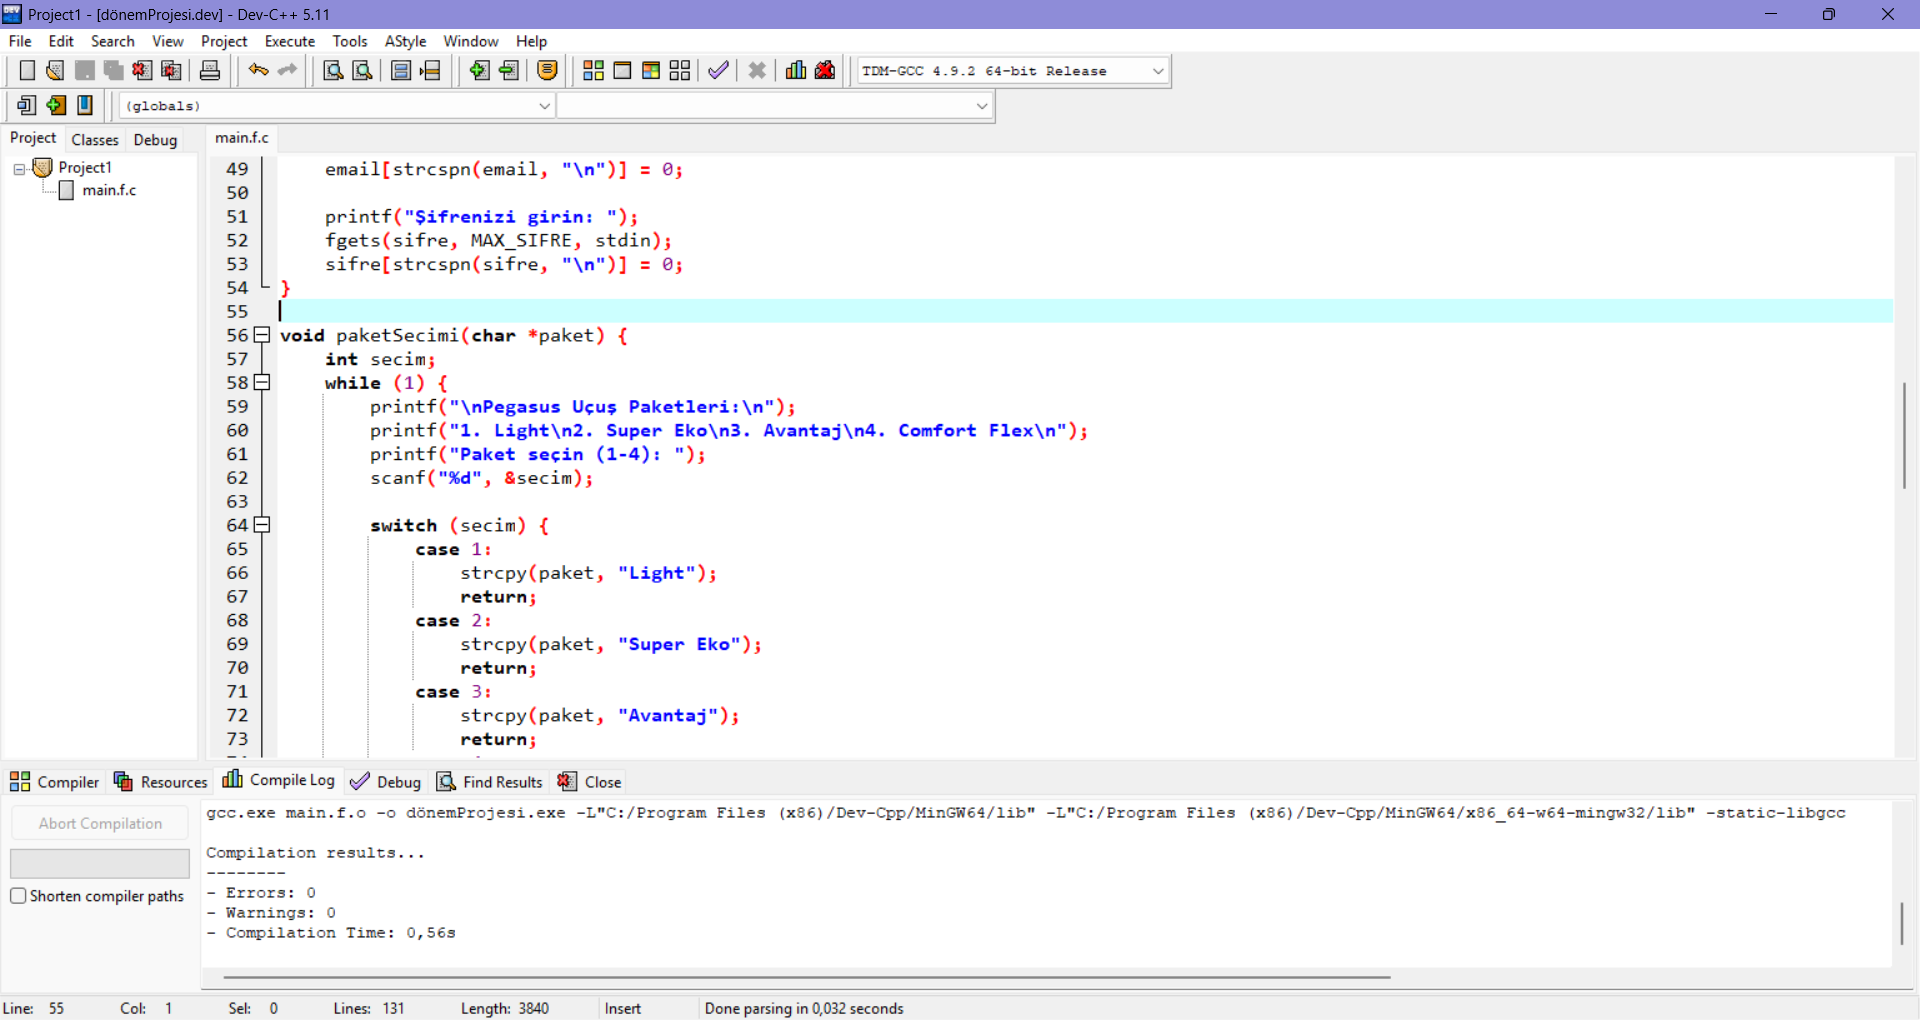 Project1 - [dönemProjesi.dev] - Dev-C++ 5.11
File Edit Search View Project Execute Tools AStyle Window Help
TDM-GCC 4.9.2 64-bit Release
(globals)
Project Classes Debug
main.f.c
Project1
main.f.c
49 email[strcspn(email, "\n")] = 0;
50
51 printf("Şifrenizi girin: ");
52 fgets(sifre, MAX_SIFRE, stdin);
53 sifre[strcspn(sifre, "\n")] = 0;
54 }
55
56 void paketSecimi(char *paket) {
57 int secim;
58 while (1) {
59 printf("\nPegasus Uçuş Paketleri:\n");
60 printf("1. Light\n2. Super Eko\n3. Avantaj\n4. Comfort Flex\n");
61 printf("Paket seçin (1-4): ");
62 scanf("%d", &secim);
63
64 switch (secim) {
65 case 1:
66 strcpy(paket, "Light");
67 return;
68 case 2:
69 strcpy(paket, "Super Eko");
70 return;
71 case 3:
72 strcpy(paket, "Avantaj");
73 return;
Compiler Resources Compile Log Debug Find Results Close
Abort Compilation
Shorten compiler paths
gcc.exe main.f.o -o dönemProjesi.exe -L"C:/Program Files (x86)/Dev-Cpp/MinGW64/lib" -L"C:/Program Files (x86)/Dev-Cpp/MinGW64/x86_64-w64-mingw32/lib" -static-libgcc
Compilation results...
--------
- Errors: 0
- Warnings: 0
- Compilation Time: 0,56s
Line: 55 Col: 1 Sel: 0 Lines: 131 Length: 3840 Insert Done parsing in 0,032 seconds